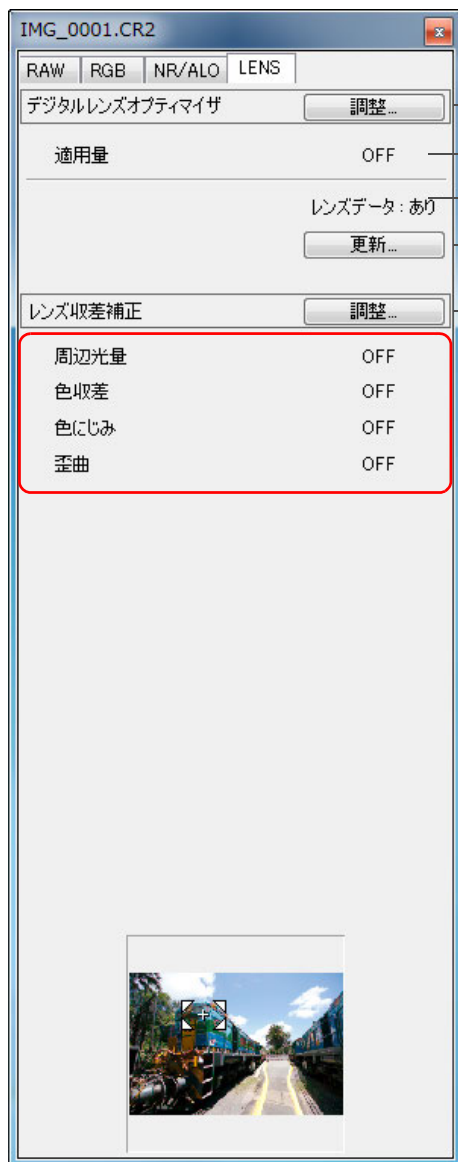 IMG_0001.CR2
RAW RGB NR/ALO LENS
デジタルレンズオプティマイザ 調整...
適用量 OFF
レンズデータ：あり
更新...
レンズ収差補正 調整...
周辺光量 OFF
色収差 OFF
色にじみ OFF
歪曲 OFF